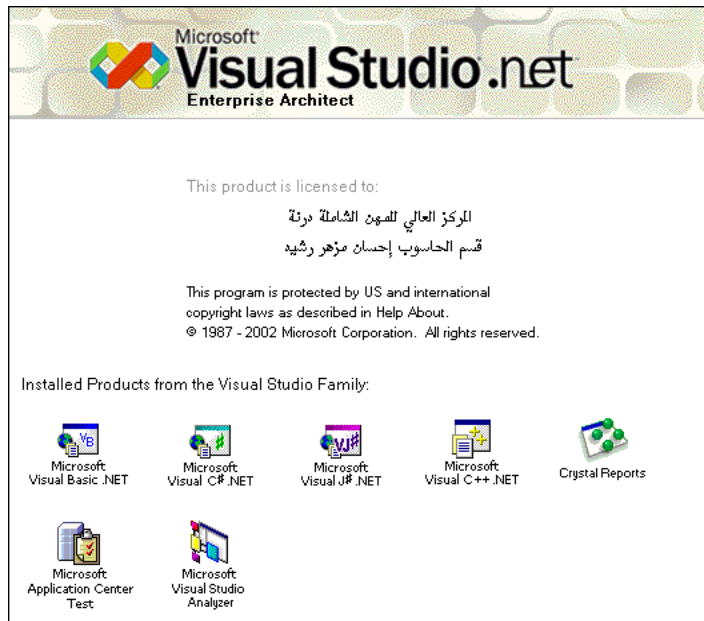 Microsoft
Visual Studio .net
Enterprise Architect
This product is licensed to:
المركز العالي للمهن الشاملة درنة
قسم الحاسوب إحسان مزهر رشيد
This program is protected by US and international
copyright laws as described in Help About.
© 1987 - 2002 Microsoft Corporation. All rights reserved.
Installed Products from the Visual Studio Family:
Microsoft
Visual Basic .NET
Microsoft
Visual C# .NET
Microsoft
Visual J# .NET
Microsoft
Visual C++ .NET
Crystal Reports
Microsoft
Application Center
Test
Microsoft
Visual Studio
Analyzer